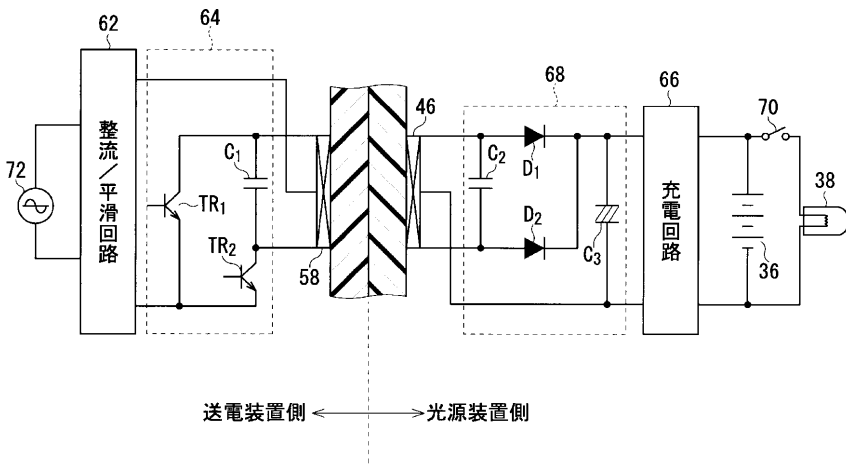 62
64
46
68
66
70
72
整流／平滑回路
C1
TR1
TR2
58
C2
D1
D2
C3
充電回路
36
38
送電装置側
光源装置側